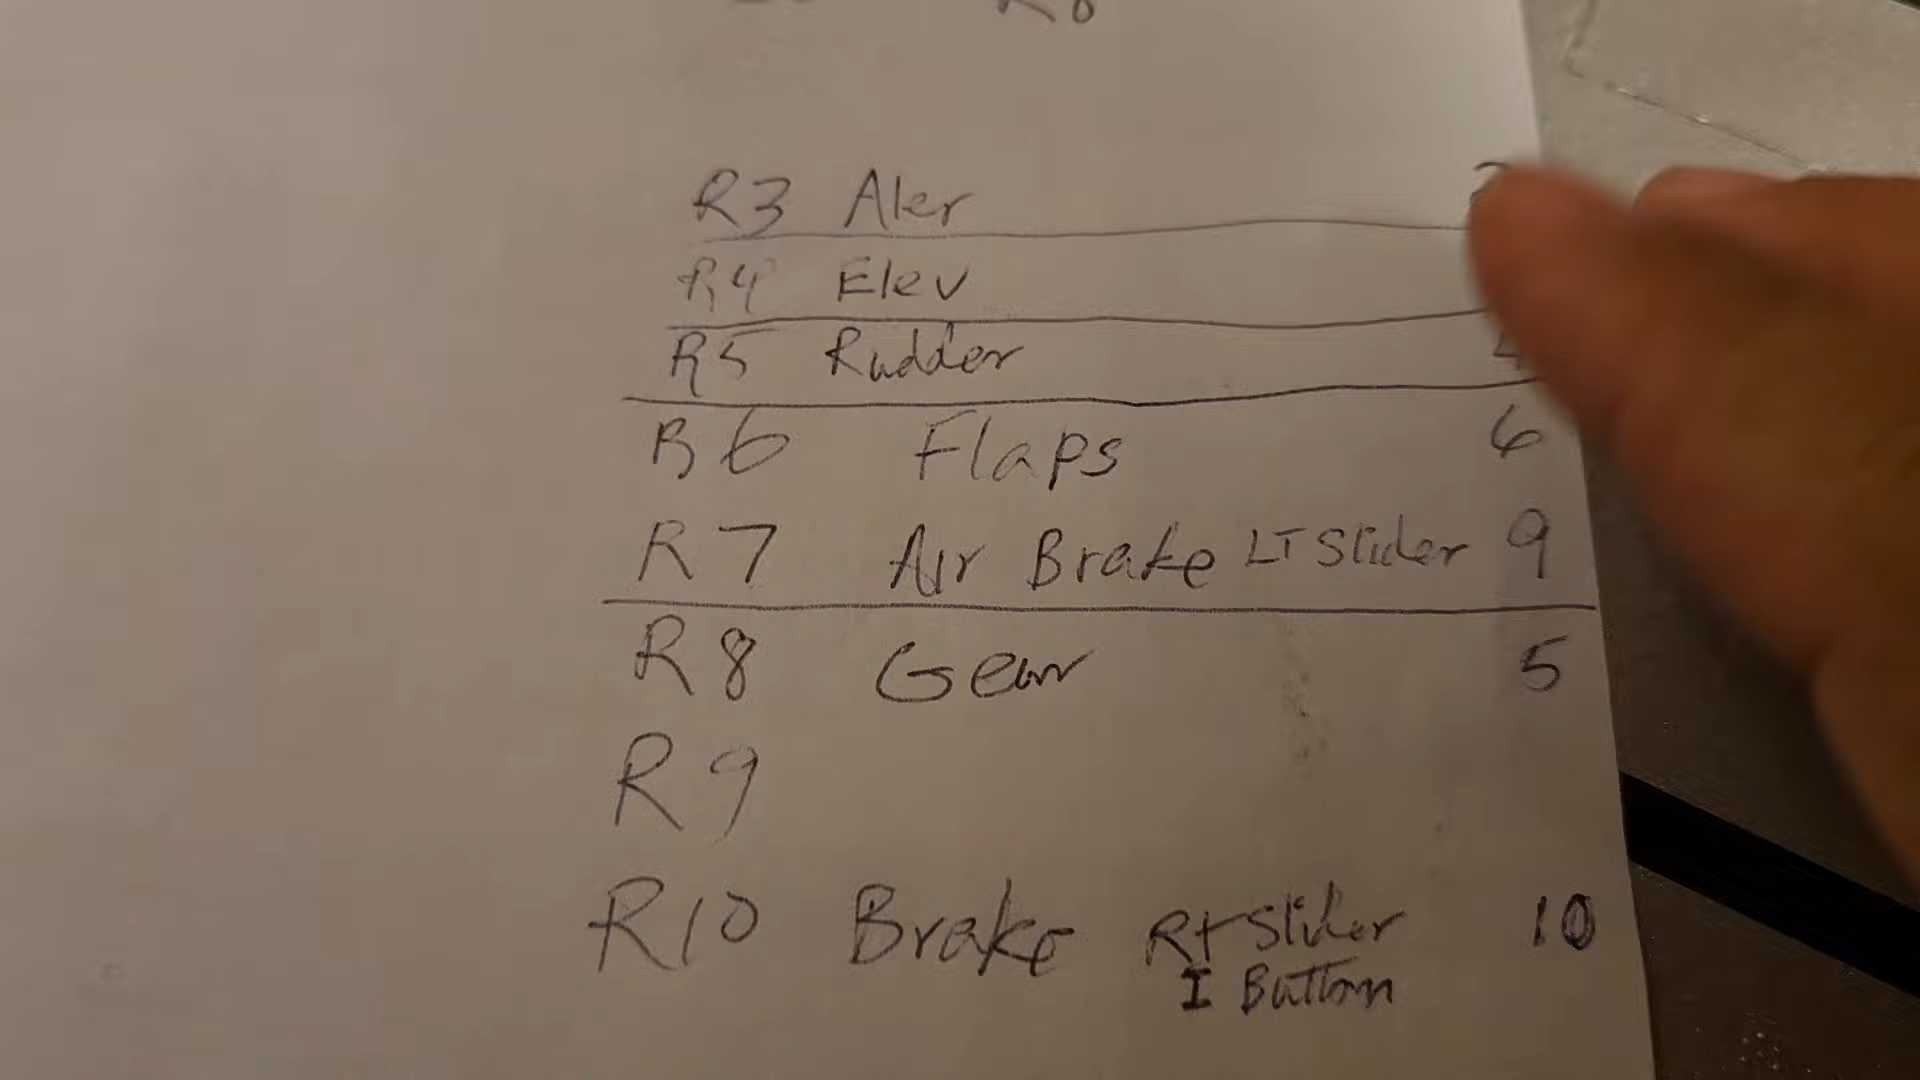 R3 Aler
R4 Elev
R5 Rudder 4
R6 Flaps 6
R7 Air Brake LT Slider 9
R8 Gear 5
R9
R10 Brake Rt Slider 10
I Button